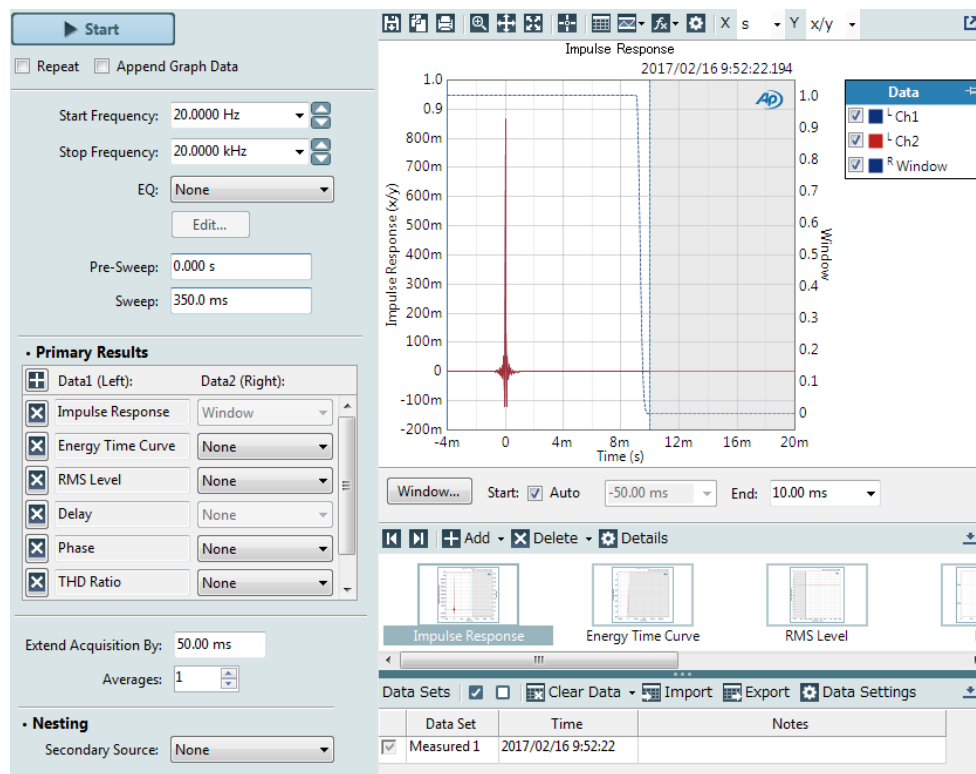 Start
Repeat Append Graph Data
Start Frequency: 20.0000 Hz
Stop Frequency: 20.0000 kHz
EQ: None
Edit...
Pre-Sweep: 0.000 s
Sweep: 350.0 ms
• Primary Results
Data1 (Left): Data2 (Right):
Impulse Response Window
Energy Time Curve None
RMS Level None
Delay None
Phase None
THD Ratio None
Extend Acquisition By: 50.00 ms
Averages: 1
• Nesting
Secondary Source: None
X s Y x/y
Impulse Response
2017/02/16 9:52:22.194
AP
1.0
0.9
800m
700m
600m
500m
400m
300m
200m
100m
0
-100m
-200m
Impulse Response (x/y)
1.0
0.9
0.8
0.7
0.6
0.5
0.4
0.3
0.2
0.1
0
Window
-4m 0 4m 8m 12m 16m 20m
Time (s)
Data
L Ch1
L Ch2
R Window
Window... Start: Auto -50.00 ms End: 10.00 ms
Add Delete Details
Impulse Response Energy Time Curve RMS Level
Data Sets Clear Data Import Export Data Settings
Data Set Time Notes
Measured 1 2017/02/16 9:52:22